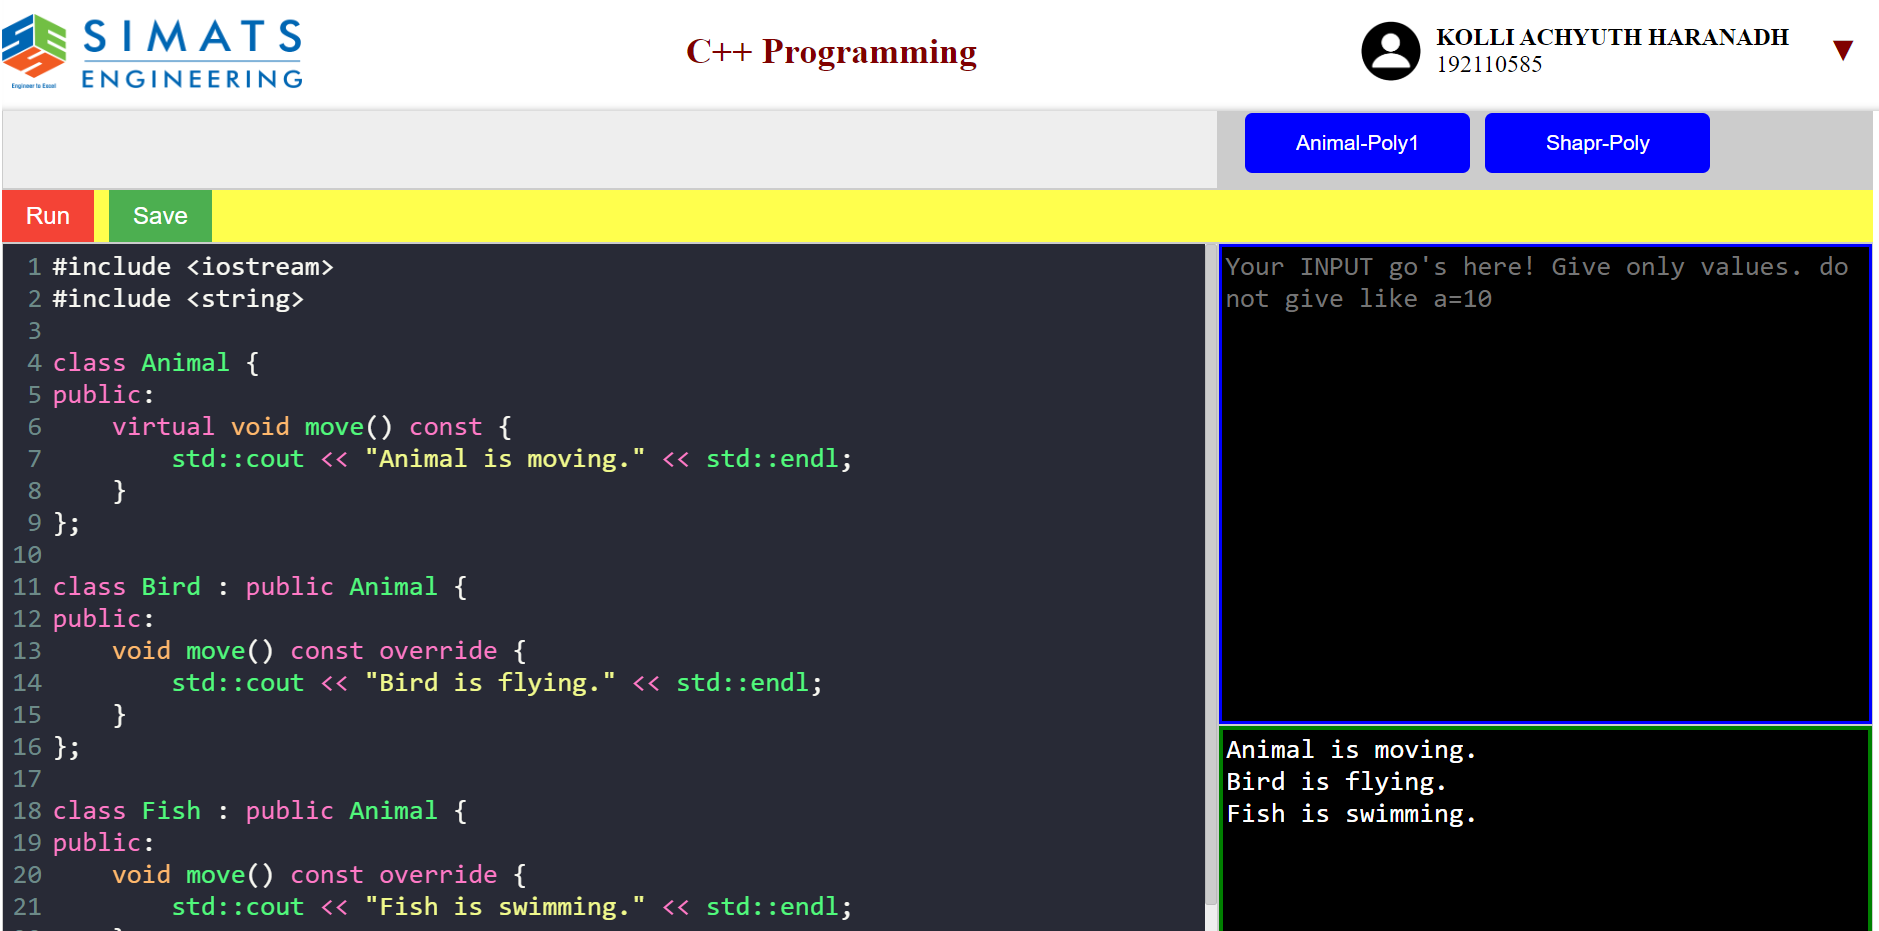 SIMATS
ENGINEERING
Engineer to Excel
C++ Programming
KOLLI ACHYUTH HARANADH
192110585
▼
Animal-Poly1
Shapr-Poly
Run
Save
1 #include <iostream>
2 #include <string>
3
4 class Animal {
5 public:
6     virtual void move() const {
7         std::cout << "Animal is moving." << std::endl;
8     }
9 };
10
11 class Bird : public Animal {
12 public:
13     void move() const override {
14         std::cout << "Bird is flying." << std::endl;
15     }
16 };
17
18 class Fish : public Animal {
19 public:
20     void move() const override {
21         std::cout << "Fish is swimming." << std::endl;
Your INPUT go's here! Give only values. do
not give like a=10
Animal is moving.
Bird is flying.
Fish is swimming.